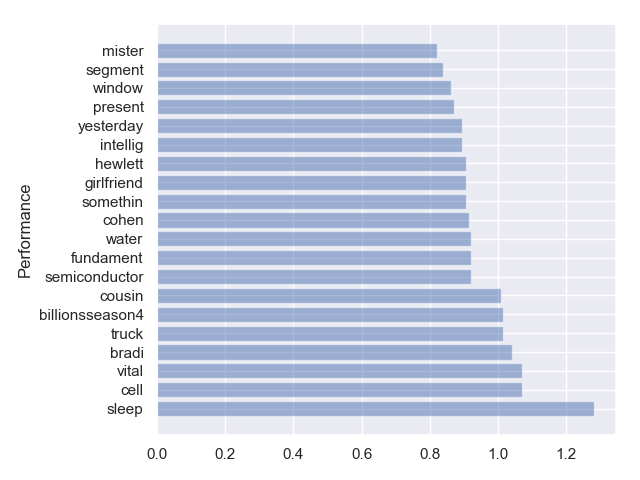 mister
segment
window
present
yesterday
intellig
hewlett
girlfriend
somethin
cohen
water
fundament
semiconductor
cousin
billionsseason4
truck
bradi
vital
cell
sleep
Performance
0.0 0.2 0.4 0.6 0.8 1.0 1.2